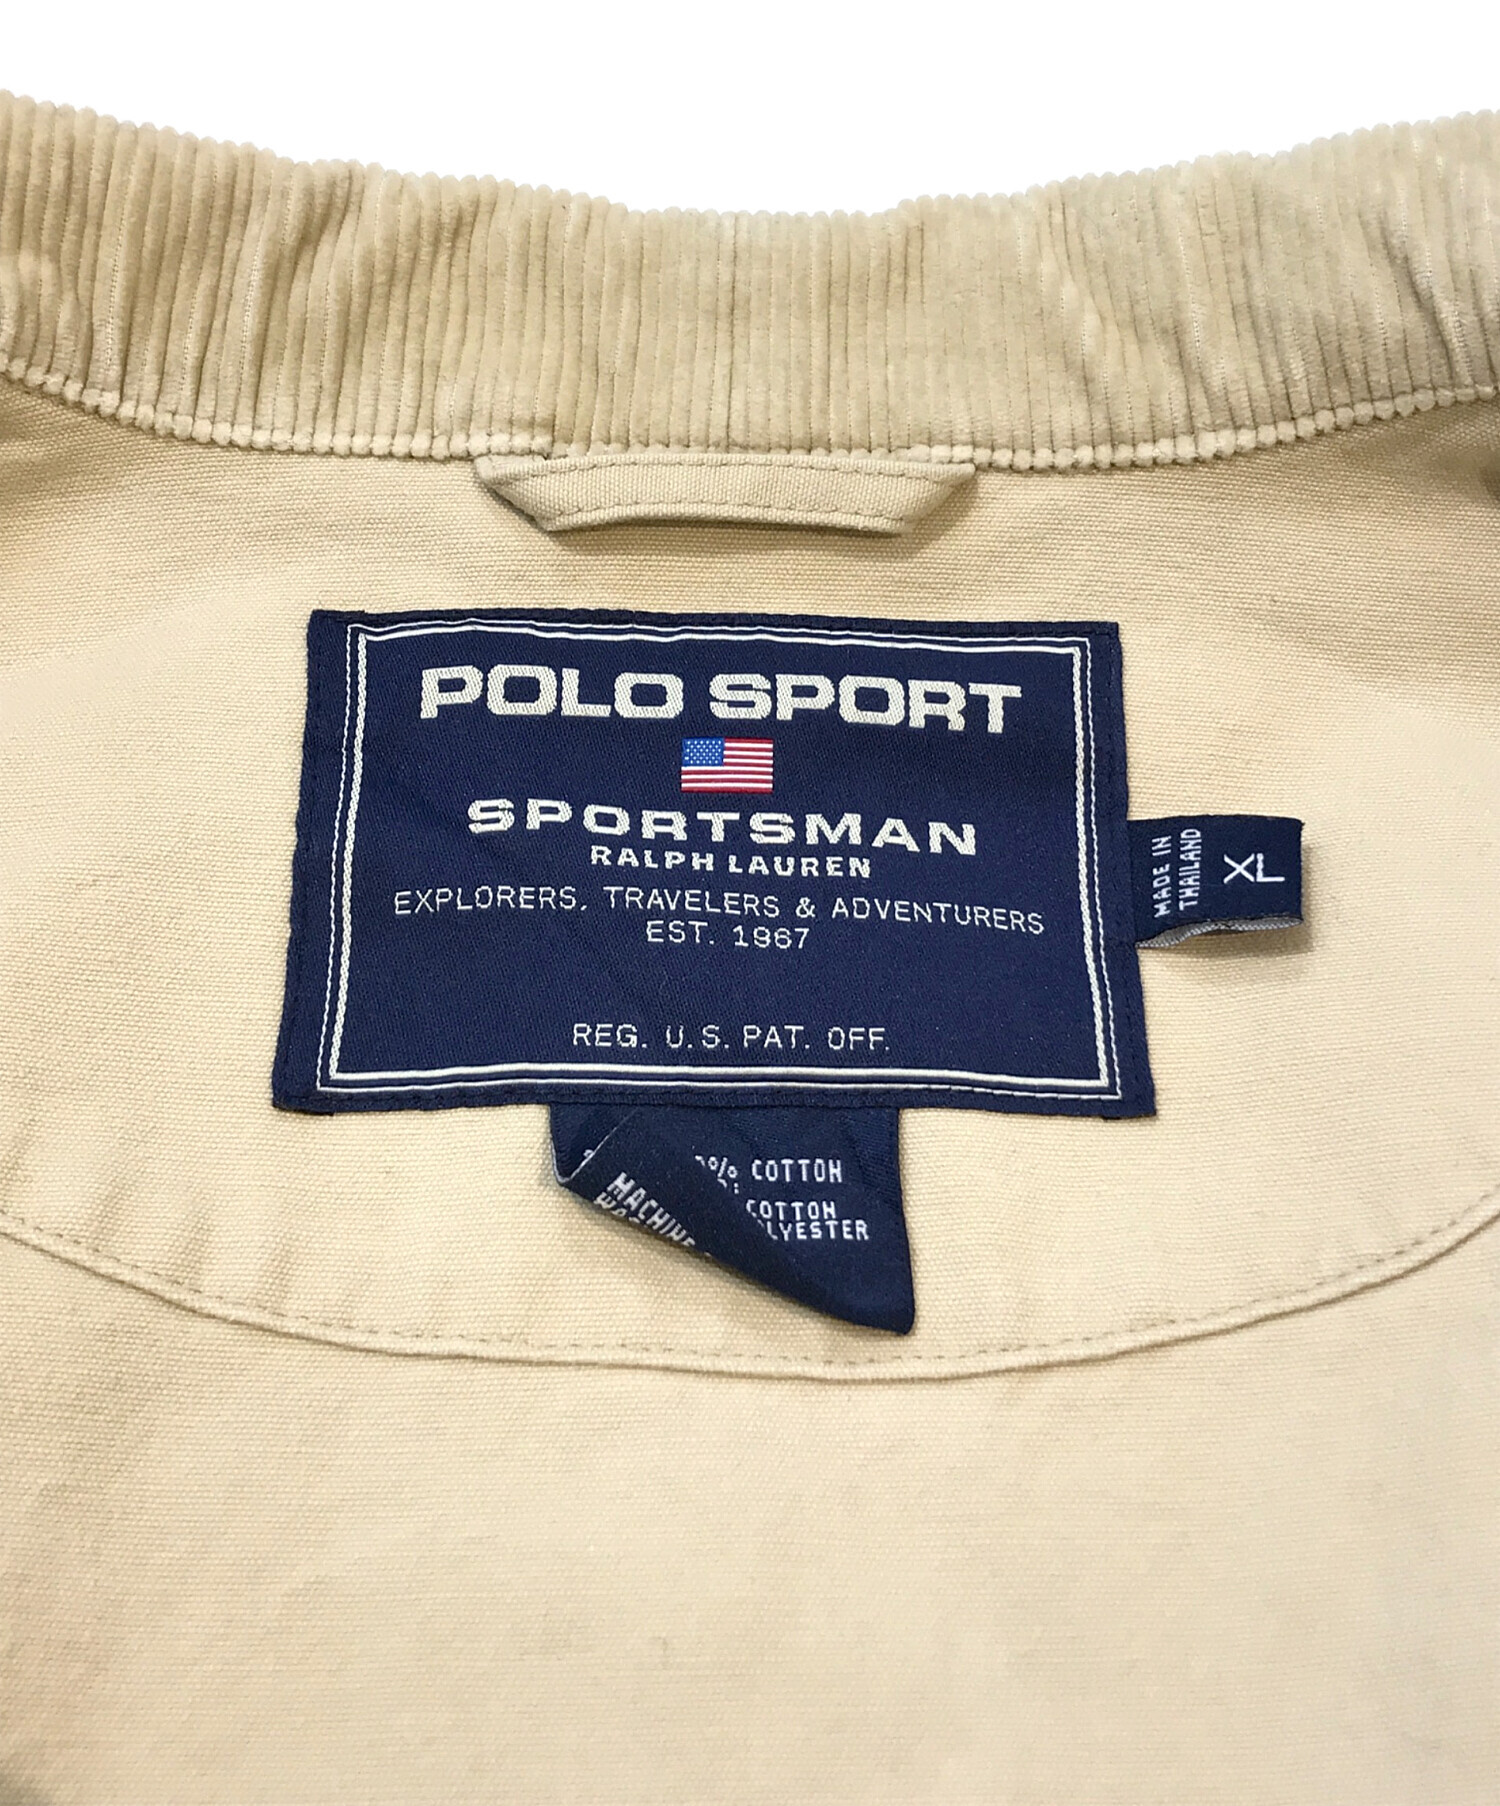 POLO SPORT
SPORTSMAN
RALPH LAUREN
EXPLORERS, TRAVELERS & ADVENTURERS
EST. 1967
REG. U.S. PAT. OFF.
MADE IN
THAILAND
XL
% COTTON
COTTON
MACHINE